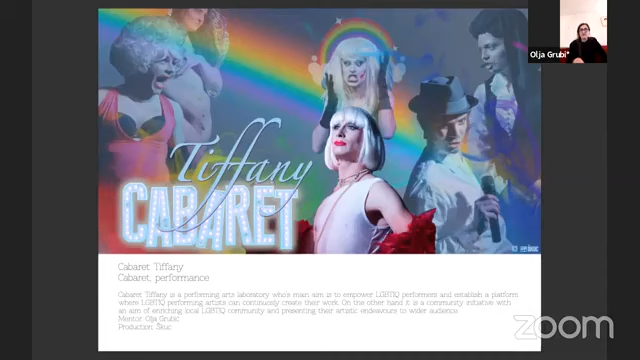 Olja Grubi*
Tiffany
CABARET
Cabaret Tiffany
Cabaret, performance
Cabaret Tiffany is a performing arts laboratory who's main aim is to empower LGBTIQ performers and establish a platform
where LGBTIQ performing artists can continuosly create their work. On the other hand it is a community initiative with
an aim of enriching local LGBTIQ community and presenting their artistic endeavours to wider audience.
Mentor: Olja Grubić
Production: Škuc
zoom